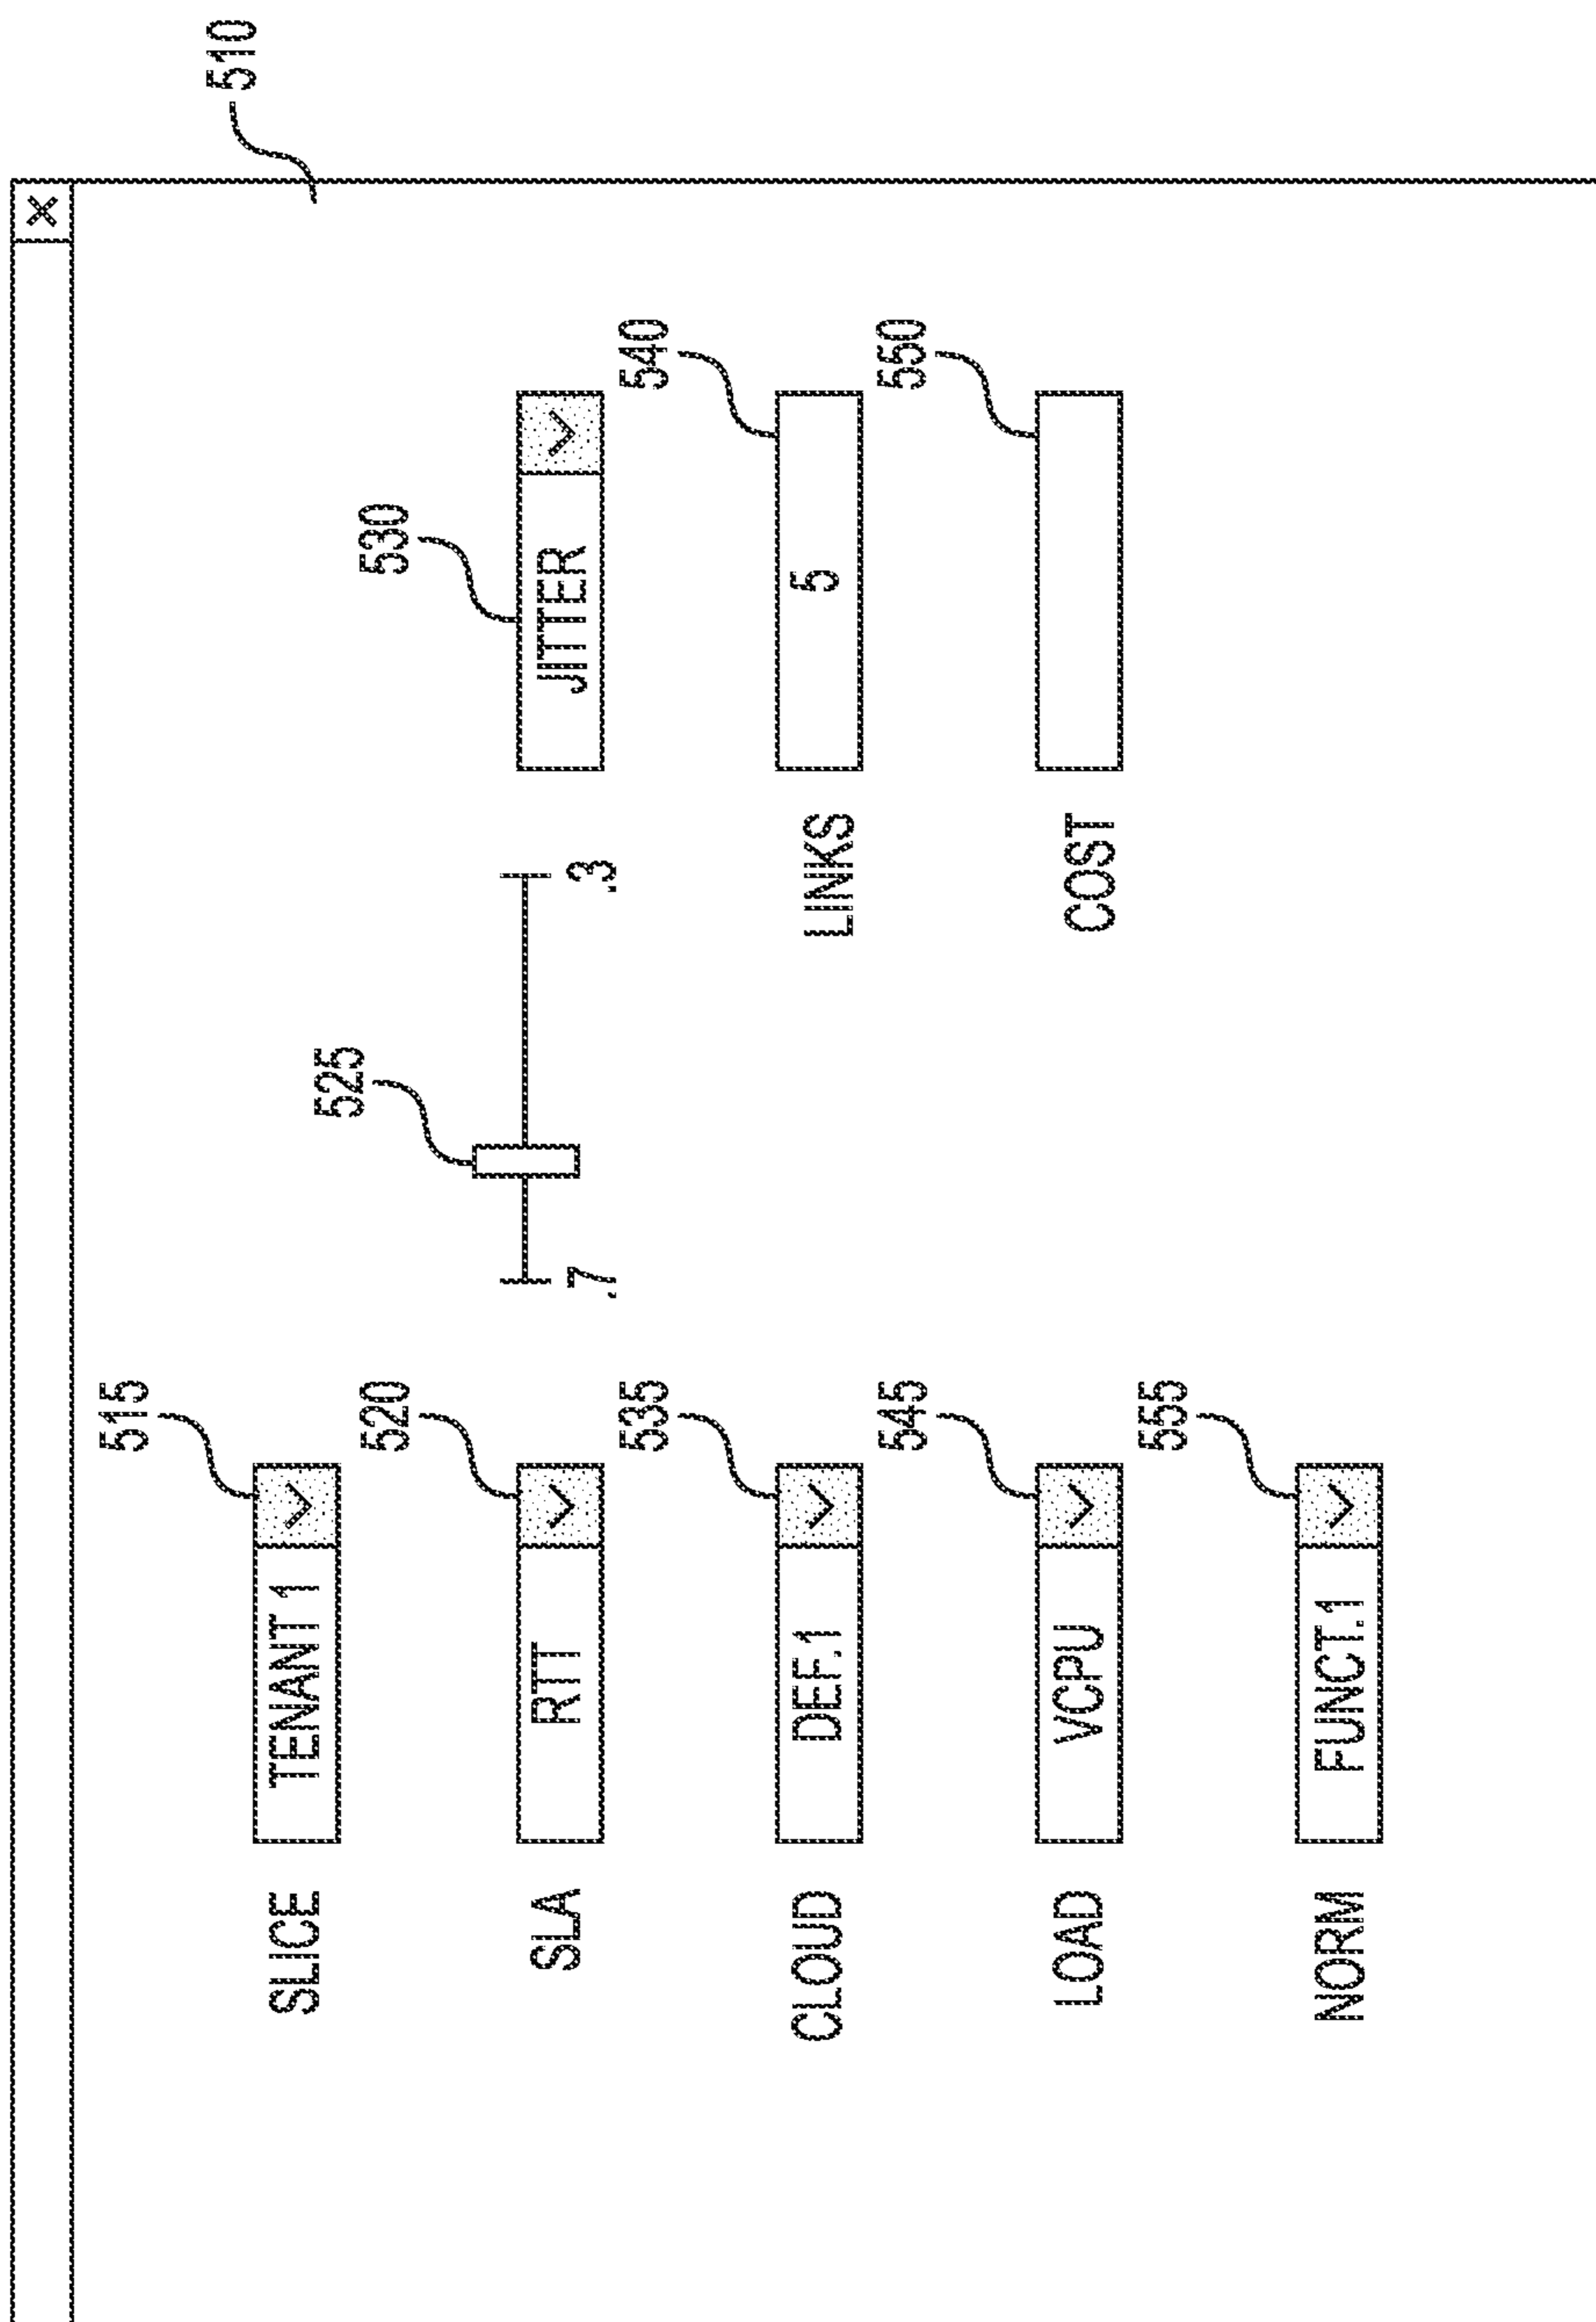 510
X
515
SLICE TENANT 1
520 525 530
SLA RTT .7 .3 JITTER
535 540
CLOUD DEF.1 LINKS 5
545 550
LOAD VCPU COST
555
NORM FUNCT.1